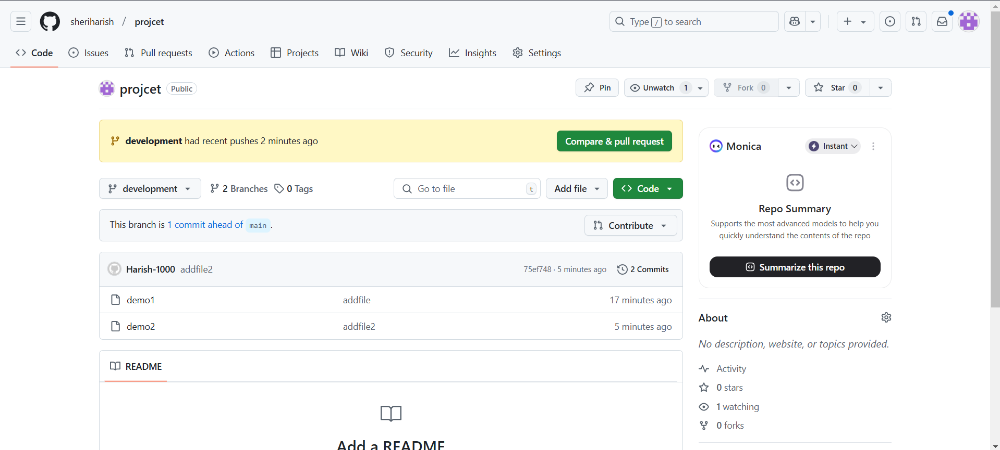 sheriharish / projcet
Type / to search
Code Issues Pull requests Actions Projects Wiki Security Insights Settings
projcet Public
Pin Unwatch 1 Fork 0 Star 0
development had recent pushes 2 minutes ago
Compare & pull request
development 2 Branches 0 Tags
Go to file t Add file Code
This branch is 1 commit ahead of main .
Contribute
Harish-1000 addfile2 75ef748 · 5 minutes ago 2 Commits
demo1 addfile 17 minutes ago
demo2 addfile2 5 minutes ago
README
Add a README
Monica Instant
Repo Summary
Supports the most advanced models to help you
quickly understand the contents of the repo
Summarize this repo
About
No description, website, or topics provided.
Activity
0 stars
1 watching
0 forks